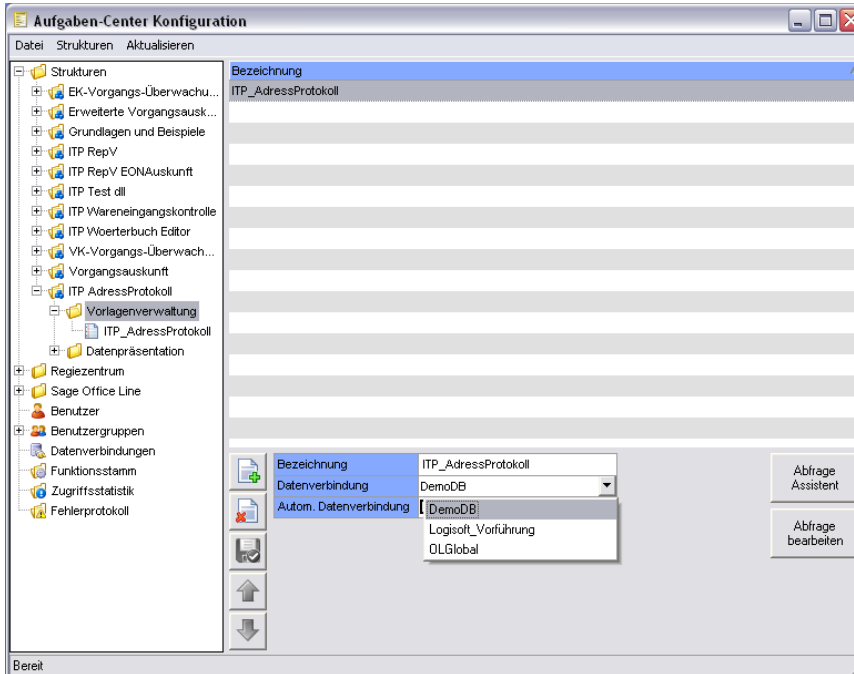 Aufgaben-Center Konfiguration
Datei Strukturen Aktualisieren
Strukturen
EK-Vorgangs-Überwachu...
Erweiterte Vorgangsausk...
Grundlagen und Beispiele
ITP RepV
ITP RepV EONAuskunft
ITP Test dll
ITP Wareneingangskontrolle
ITP Woerterbuch Editor
VK-Vorgangs-Überwach...
Vorgangsauskunft
ITP AdressProtokoll
Vorlagenverwaltung
ITP_AdressProtokoll
Datenpräsentation
Regiezentrum
Sage Office Line
Benutzer
Benutzergruppen
Datenverbindungen
Funktionsstamm
Zugriffsstatistik
Fehlerprotokoll
Bezeichnung
ITP_AdressProtokoll
Bezeichnung ITP_AdressProtokoll
Datenverbindung DemoDB
Autom. Datenverbindung
DemoDB
Logisoft_Vorführung
OLGlobal
Abfrage
Assistent
Abfrage
bearbeiten
Bereit